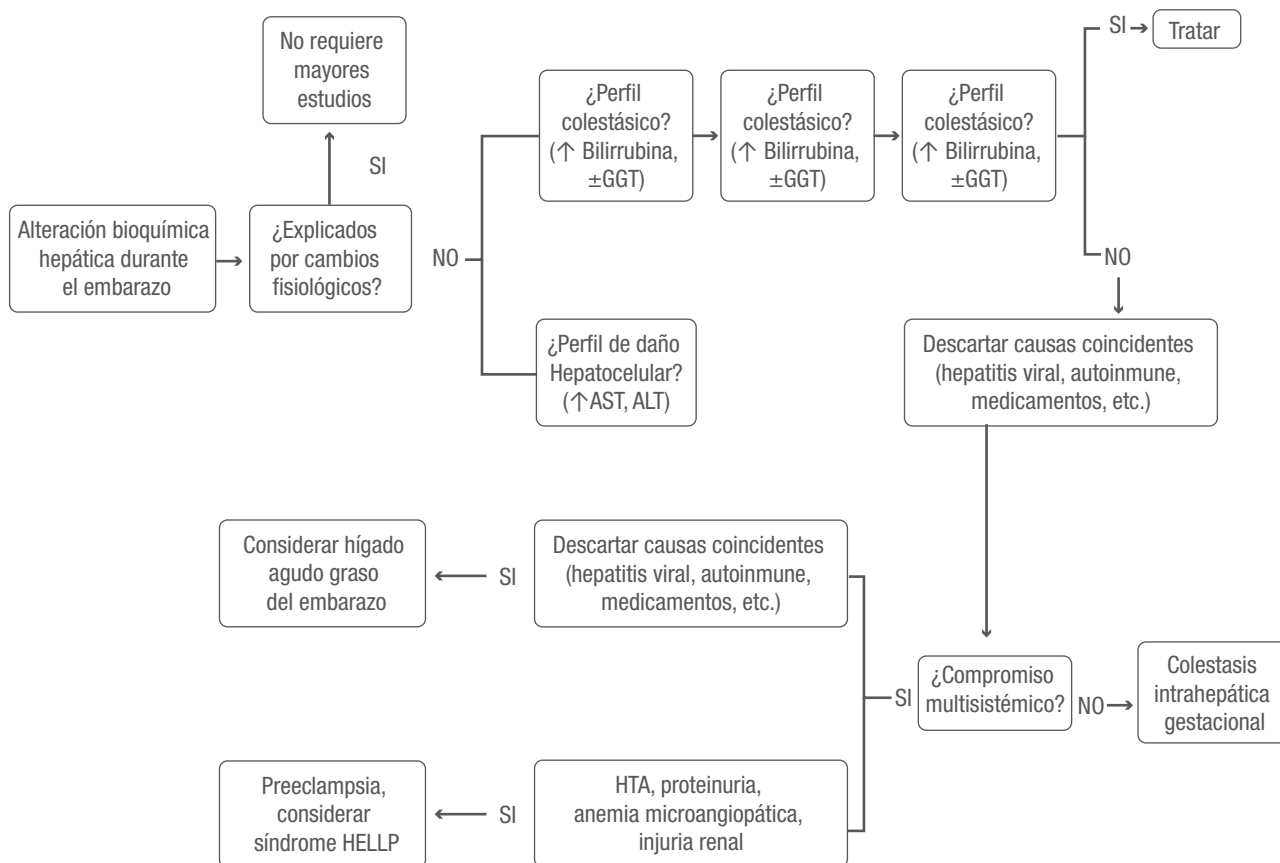 No requiere
mayores
estudios
SI
Alteración bioquímica
hepática durante
el embarazo
¿Explicados
por cambios
fisiológicos?
NO
¿Perfil
colestásico?
(↑ Bilirrubina,
±GGT)
¿Perfil
colestásico?
(↑ Bilirrubina,
±GGT)
¿Perfil
colestásico?
(↑ Bilirrubina,
±GGT)
SI
Tratar
NO
¿Perfil de daño
Hepatocelular?
(↑AST, ALT)
Descartar causas coincidentes
(hepatitis viral, autoinmune,
medicamentos, etc.)
Considerar hígado
agudo graso
del embarazo
SI
Descartar causas coincidentes
(hepatitis viral, autoinmune,
medicamentos, etc.)
SI
¿Compromiso
multisistémico?
NO
Colestasis
intrahepática
gestacional
Preeclampsia,
considerar
síndrome HELLP
SI
HTA, proteinuria,
anemia microangiopática,
injuria renal